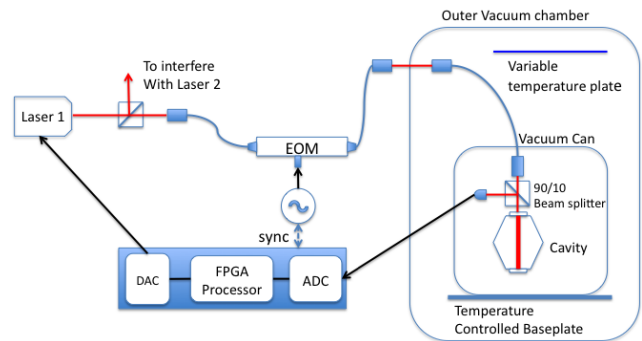 Outer Vacuum chamber
To interfere
With Laser 2
Variable
temperature plate
Laser 1
EOM
Vacuum Can
90/10
Beam splitter
sync
Cavity
DAC
FPGA
Processor
ADC
Temperature
Controlled Baseplate